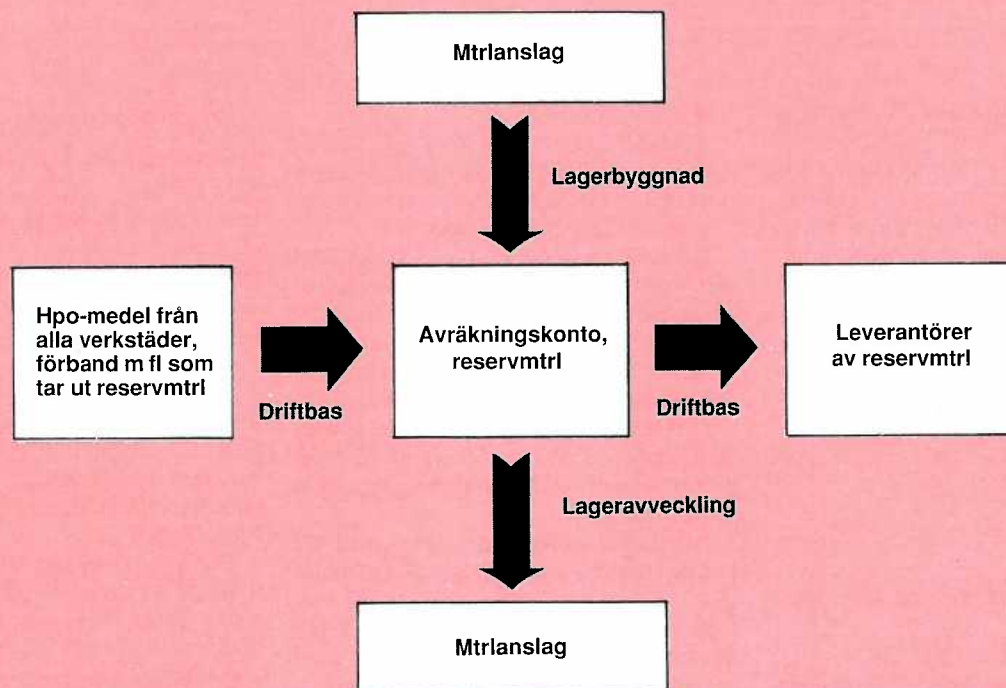 Mtrlanslag
Lagerbyggnad
Hpo-medel från
alla verkstäder,
förband m fl som
tar ut reservmtrl
Driftbas
Avräkningskonto,
reservmtrl
Driftbas
Leverantörer
av reservmtrl
Lageravveckling
Mtrlanslag